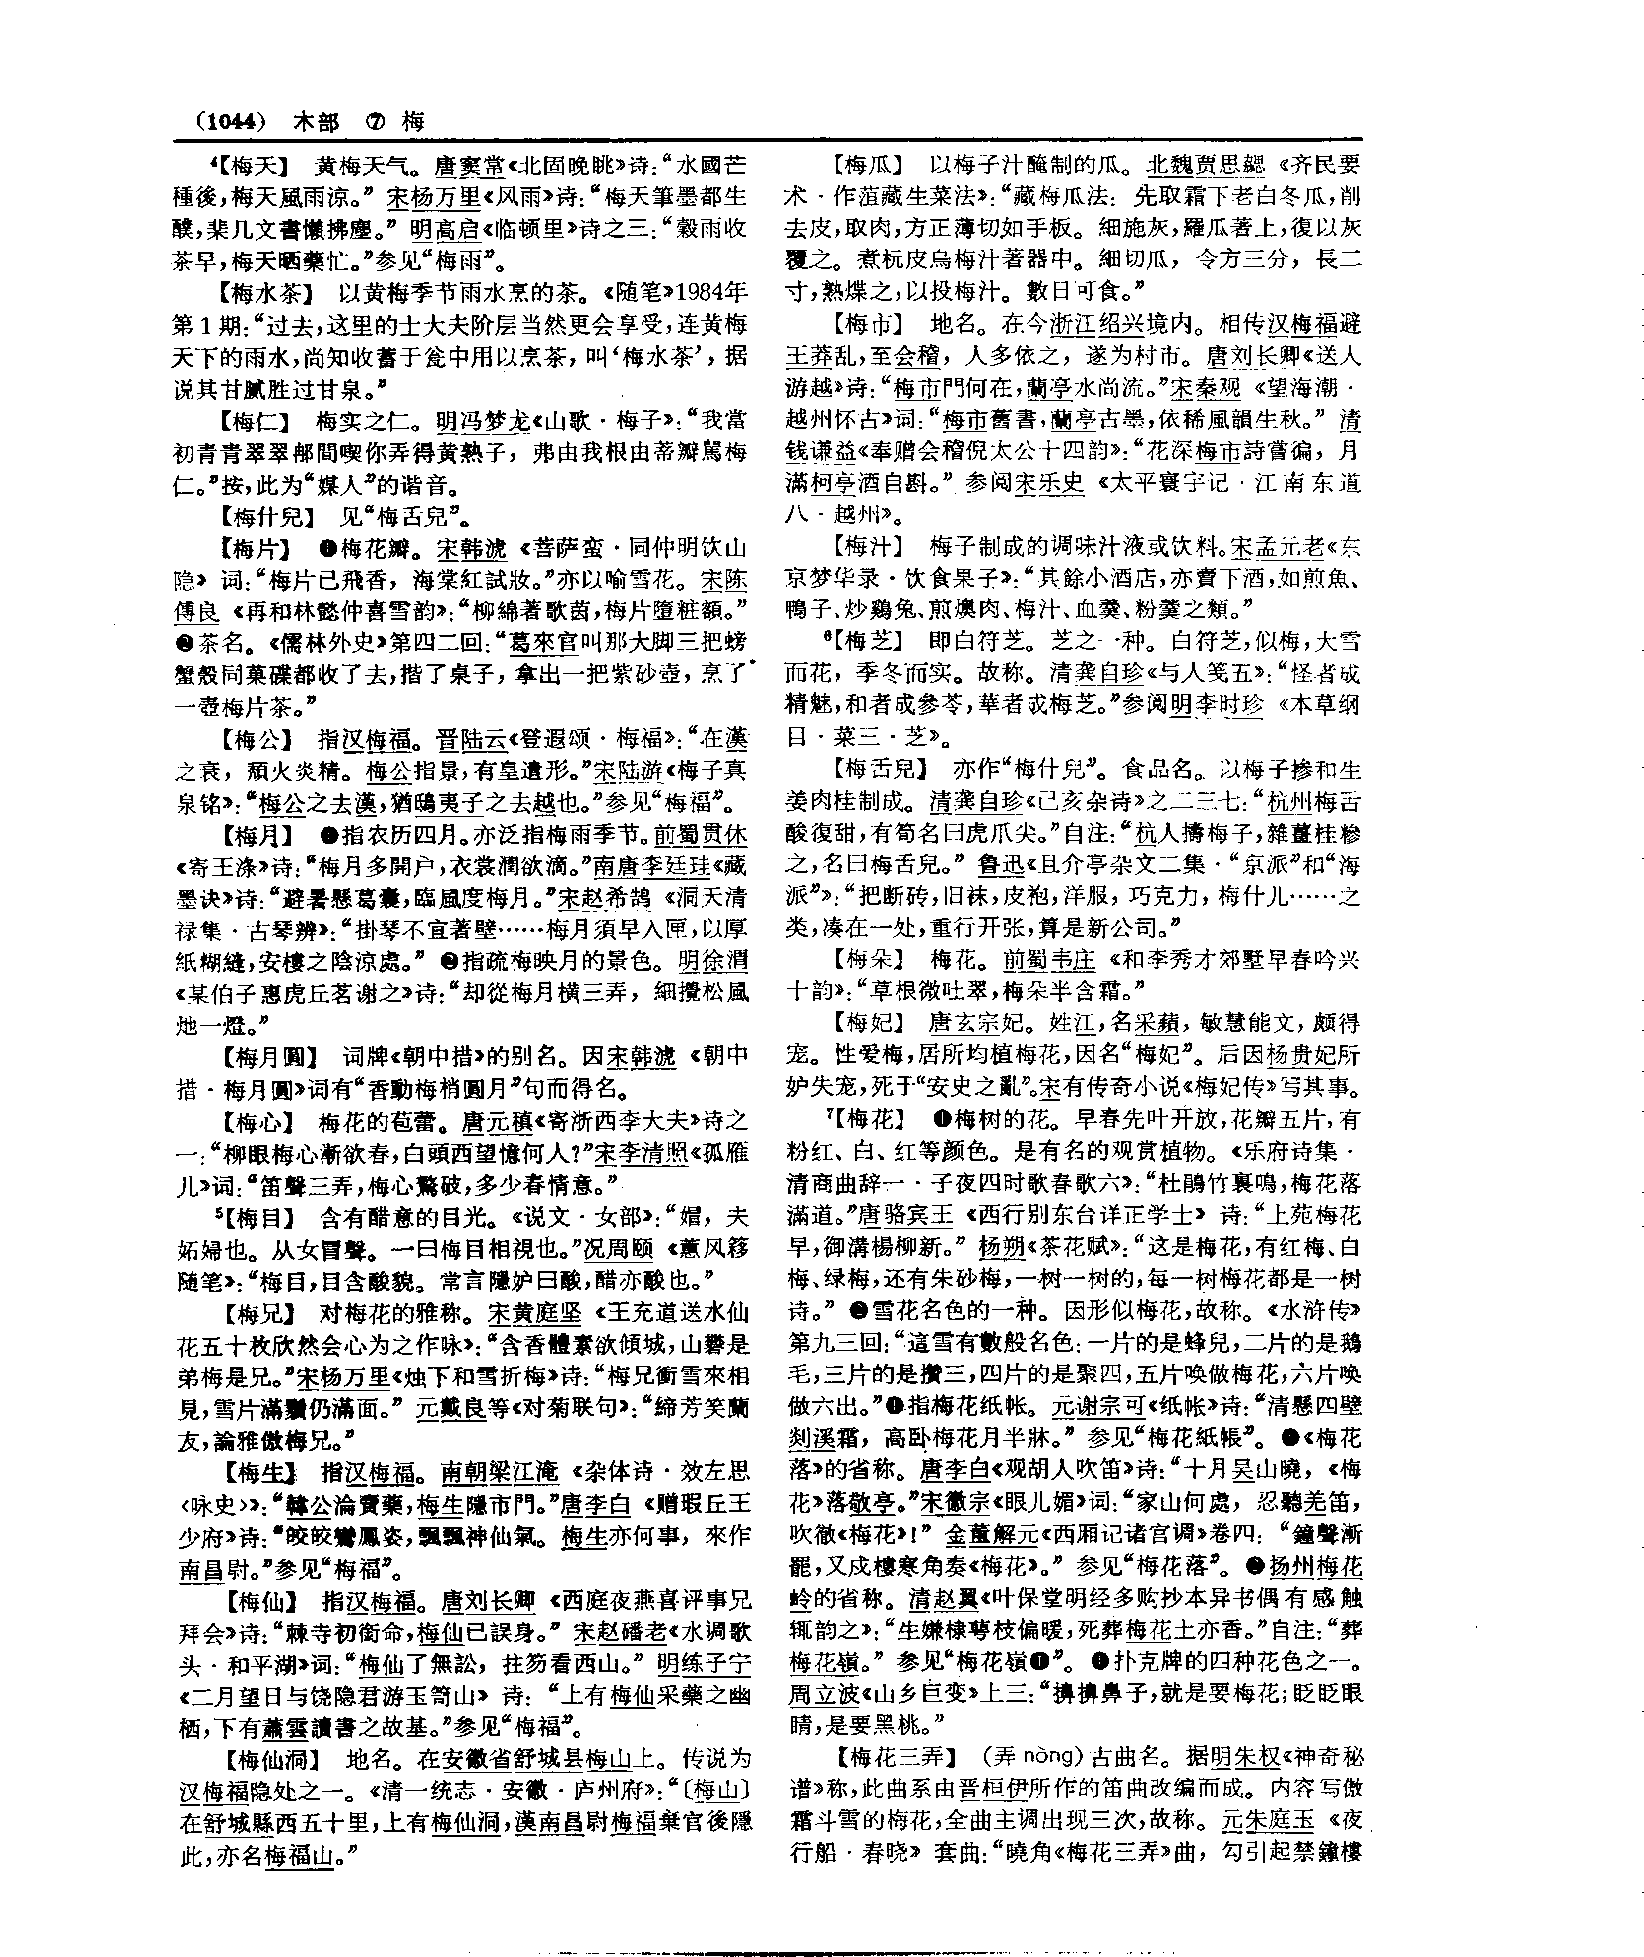 （1044） 木部 ⑦ 梅
⁴【梅天】 黄梅天气。唐窦常《北固晚眺》诗：“水國芒
種後，梅天風雨凉。” 宋杨万里《风雨》诗：“梅天筆墨都生
醭，棐几文書懶拂塵。” 明高启《临顿里》诗之三：“穀雨收
茶早，梅天晒藥忙。”参见“梅雨”。
【梅水茶】 以黄梅季节雨水烹的茶。《随笔》1984年
第1期：“过去，这里的士大夫阶层当然更会享受，连黄梅
天下的雨水，尚知收蓄于瓮中用以烹茶，叫‘梅水茶’，据
说其甘腻胜过甘泉。”
【梅仁】 梅实之仁。明冯梦龙《山歌·梅子》：“我當
初青青翠翠郍間喫你弄得黄熟子，弗由我根由蒂瓣駡梅
仁。”按，此为“媒人”的谐音。
【梅什兒】 见“梅舌兒”。
【梅片】 ❶梅花瓣。宋韩淲《菩萨蛮·同仲明饮山
隐》词：“梅片已飛香，海棠紅試妝。”亦以喻雪花。宋陈
傅良《再和林懿仲喜雪韵》：“柳綿著歌茵，梅片墮粧額。”
❷茶名。《儒林外史》第四二回：“葛來官叫那大脚三把螃
蟹殼同菓碟都收了去，揩了桌子，拿出一把紫砂壺，烹了
一壺梅片茶。”
【梅公】 指汉梅福。晋陆云《登遐颂·梅福》：“在漢
之衰，頹火炎精。梅公指景，有皇遺形。”宋陆游《梅子真
泉铭》：“梅公之去漢，猶鴟夷子之去越也。”参见“梅福”。
【梅月】 ❶指农历四月。亦泛指梅雨季节。前蜀贯休
《寄王涤》诗：“梅月多開户，衣裳潤欲滴。”南唐李廷珪《藏
墨诀》诗：“避暑懸葛囊，臨風度梅月。”宋赵希鹄《洞天清
禄集·古琴辨》：“掛琴不宜著壁……梅月須早入匣，以厚
紙糊縫，安樓之陰涼處。” ❷指疏梅映月的景色。明徐渭
《某伯子惠虎丘茗谢之》诗：“却從梅月横三弄，細攪松風
灺一燈。”
【梅月圓】 词牌《朝中措》的别名。因宋韩淲《朝中
措·梅月圓》词有“香動梅梢圓月”句而得名。
【梅心】 梅花的苞蕾。唐元稹《寄浙西李大夫》诗之
一：“柳眼梅心漸欲春，白頭西望憶何人？”宋李清照《孤雁
儿》词：“笛聲三弄，梅心驚破，多少春情意。”
⁵【梅目】 含有醋意的目光。《说文·女部》：“媢，夫
妬婦也。从女冒聲。一曰梅目相視也。”况周颐《蕙风簃
随笔》：“梅目，目含酸貌。常言隱妒曰酸，醋亦酸也。”
【梅兄】 对梅花的雅称。宋黄庭坚《王充道送水仙
花五十枚欣然会心为之作咏》：“含香體素欲傾城，山礬是
弟梅是兄。”宋杨万里《烛下和雪折梅》诗：“梅兄衝雪來相
見，雪片滿鬚仍滿面。” 元戴良等《对菊联句》：“締芳笑蘭
友，論雅傲梅兄。”
【梅生】 指汉梅福。南朝梁江淹《杂体诗·效左思
〈咏史〉》：“韓公淪賣藥，梅生隱市門。”唐李白《赠瑕丘王
少府》诗：“皎皎鸞鳳姿，飄飄神仙氣。梅生亦何事，來作
南昌尉。”参见“梅福”。
【梅仙】 指汉梅福。唐刘长卿《西庭夜燕喜评事兄
拜会》诗：“棘寺初銜命，梅仙已誤身。” 宋赵磻老《水调歌
头·和平湖》词：“梅仙了無訟，拄笏看西山。” 明练子宁
《二月望日与饶隐君游玉笥山》诗：“上有梅仙采藥之幽
栖，下有蕭雲讀書之故基。”参见“梅福”。
【梅仙洞】 地名。在安徽省舒城县梅山上。传说为
汉梅福隐处之一。《清一统志·安徽·庐州府》：“〔梅山〕
在舒城縣西五十里，上有梅仙洞，漢南昌尉梅福棄官後隱
此，亦名梅福山。”
【梅瓜】 以梅子汁醃制的瓜。北魏贾思勰《齐民要
术·作菹藏生菜法》：“藏梅瓜法：先取霜下老白冬瓜，削
去皮，取肉，方正薄切如手板。細施灰，羅瓜著上，復以灰
覆之。煮杬皮烏梅汁著器中。細切瓜，令方三分，長二
寸，熟煠之，以投梅汁。數日可食。”
【梅市】 地名。在今浙江绍兴境内。相传汉梅福避
王莽乱，至会稽，人多依之，遂为村市。唐刘长卿《送人
游越》诗：“梅市門何在，蘭亭水尚流。”宋秦观《望海潮·
越州怀古》词：“梅市舊書，蘭亭古墨，依稀風韻生秋。” 清
钱谦益《奉赠会稽倪太公十四韵》：“花深梅市詩嘗徧，月
滿柯亭酒自斟。”参阅宋乐史《太平寰宇记·江南东道
八·越州》。
【梅汁】 梅子制成的调味汁液或饮料。宋孟元老《东
京梦华录·饮食果子》：“其餘小酒店，亦賣下酒，如煎魚、
鴨子、炒鷄兔、煎燠肉、梅汁、血羹、粉羹之類。”
⁶【梅芝】 即白符芝。芝之一种。白符芝，似梅，大雪
而花，季冬而实。故称。清龚自珍《与人笺五》：“怪者成
精魅，和者成參苓，華者或梅芝。”参阅明李时珍《本草纲
目·菜三·芝》。
【梅舌兒】 亦作“梅什兒”。食品名。以梅子掺和生
姜肉桂制成。清龚自珍《己亥杂诗》之二三七：“杭州梅舌
酸復甜，有筍名曰虎爪尖。”自注：“杭人擣梅子，雜薑桂糁
之，名曰梅舌兒。” 鲁迅《且介亭杂文二集·“京派”和“海
派”》：“把断砖，旧袜，皮袍，洋服，巧克力，梅什儿……之
类，凑在一处，重行开张，算是新公司。”
【梅朵】 梅花。前蜀韦庄《和李秀才郊墅早春吟兴
十韵》：“草根微吐翠，梅朵半含霜。”
【梅妃】 唐玄宗妃。姓江，名采蘋，敏慧能文，颇得
宠。性爱梅，居所均植梅花，因名“梅妃”。后因杨贵妃所
妒失宠，死于“安史之亂”。宋有传奇小说《梅妃传》写其事。
⁷【梅花】 ❶梅树的花。早春先叶开放，花瓣五片，有
粉红、白、红等颜色。是有名的观赏植物。《乐府诗集·
清商曲辞一·子夜四时歌春歌六》：“杜鵑竹裏鳴，梅花落
滿道。”唐骆宾王《西行别东台详正学士》诗：“上苑梅花
早，御溝楊柳新。” 杨朔《茶花赋》：“这是梅花，有红梅、白
梅、绿梅，还有朱砂梅，一树一树的，每一树梅花都是一树
诗。” ❷雪花名色的一种。因形似梅花，故称。《水浒传》
第九三回：“這雪有數般名色：一片的是蜂兒，二片的是鵝
毛，三片的是攢三，四片的是聚四，五片唤做梅花，六片唤
做六出。”❸指梅花纸帐。元谢宗可《纸帐》诗：“清懸四壁
剡溪霜，高卧梅花月半牀。” 参见“梅花紙帳”。❹《梅花
落》的省称。唐李白《观胡人吹笛》诗：“十月吴山曉，《梅
花》落敬亭。”宋徽宗《眼儿媚》词：“家山何處，忍聽羌笛，
吹徹《梅花》！” 金董解元《西厢记诸宫调》卷四：“鐘聲漸
罷，又戍樓寒角奏《梅花》。” 参见“梅花落”。❺扬州梅花
岭的省称。清赵翼《叶保堂明经多购抄本异书偶有感触
辄韵之》：“生嫌棣萼枝偏暖，死葬梅花土亦香。”自注：“葬
梅花嶺。” 参见“梅花嶺❶”。❻扑克牌的四种花色之一。
周立波《山乡巨变》上三：“擤擤鼻子，就是要梅花；眨眨眼
睛，是要黑桃。”
【梅花三弄】 （弄 nòng）古曲名。据明朱权《神奇秘
谱》称，此曲系由晋桓伊所作的笛曲改编而成。内容写傲
霜斗雪的梅花，全曲主调出现三次，故称。元朱庭玉《夜
行船·春晓》套曲：“曉角《梅花三弄》曲，勾引起禁鐘樓